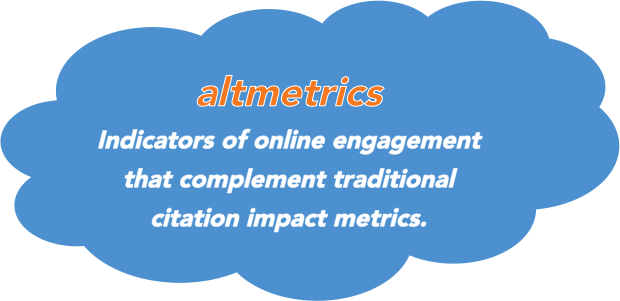 altmetrics
Indicators of online engagement
that complement traditional
citation impact metrics.